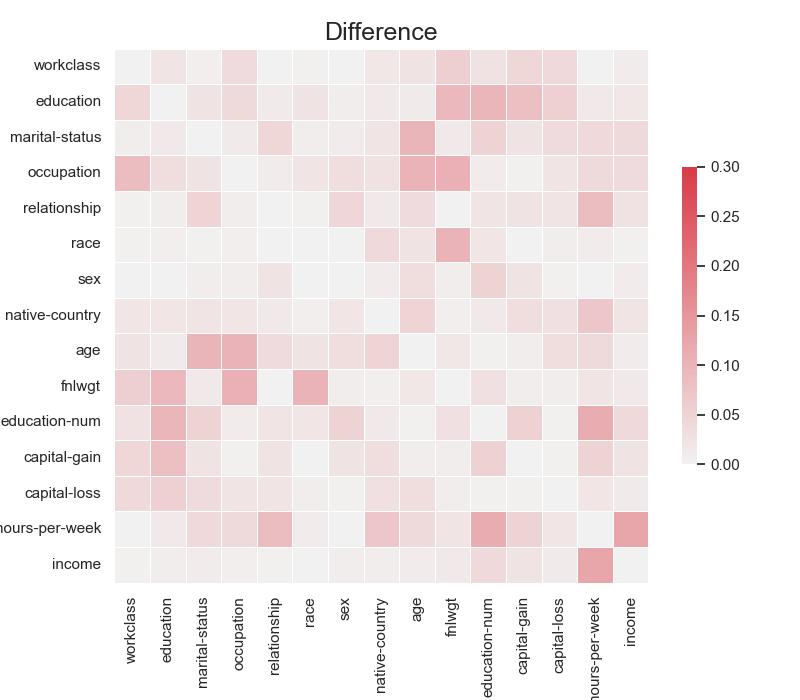 Difference
workclass
education
marital-status
occupation
relationship
race
sex
native-country
age
fnlwgt
education-num
capital-gain
capital-loss
hours-per-week
income
0.30
0.25
0.20
0.15
0.10
0.05
0.00
workclass
education
marital-status
occupation
relationship
race
sex
native-country
age
fnlwgt
education-num
capital-gain
capital-loss
hours-per-week
income